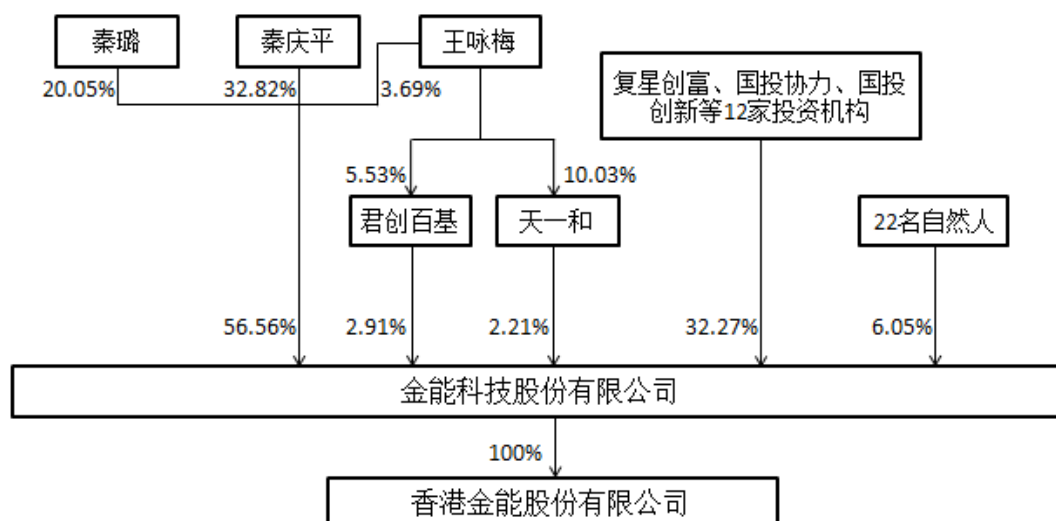 秦璐
秦庆平
王咏梅
20.05%
32.82%
3.69%
复星创富、国投协力、国投
创新等12家投资机构
5.53%
10.03%
君创百基
天一和
22名自然人
56.56%
2.91%
2.21%
32.27%
6.05%
金能科技股份有限公司
100%
香港金能股份有限公司